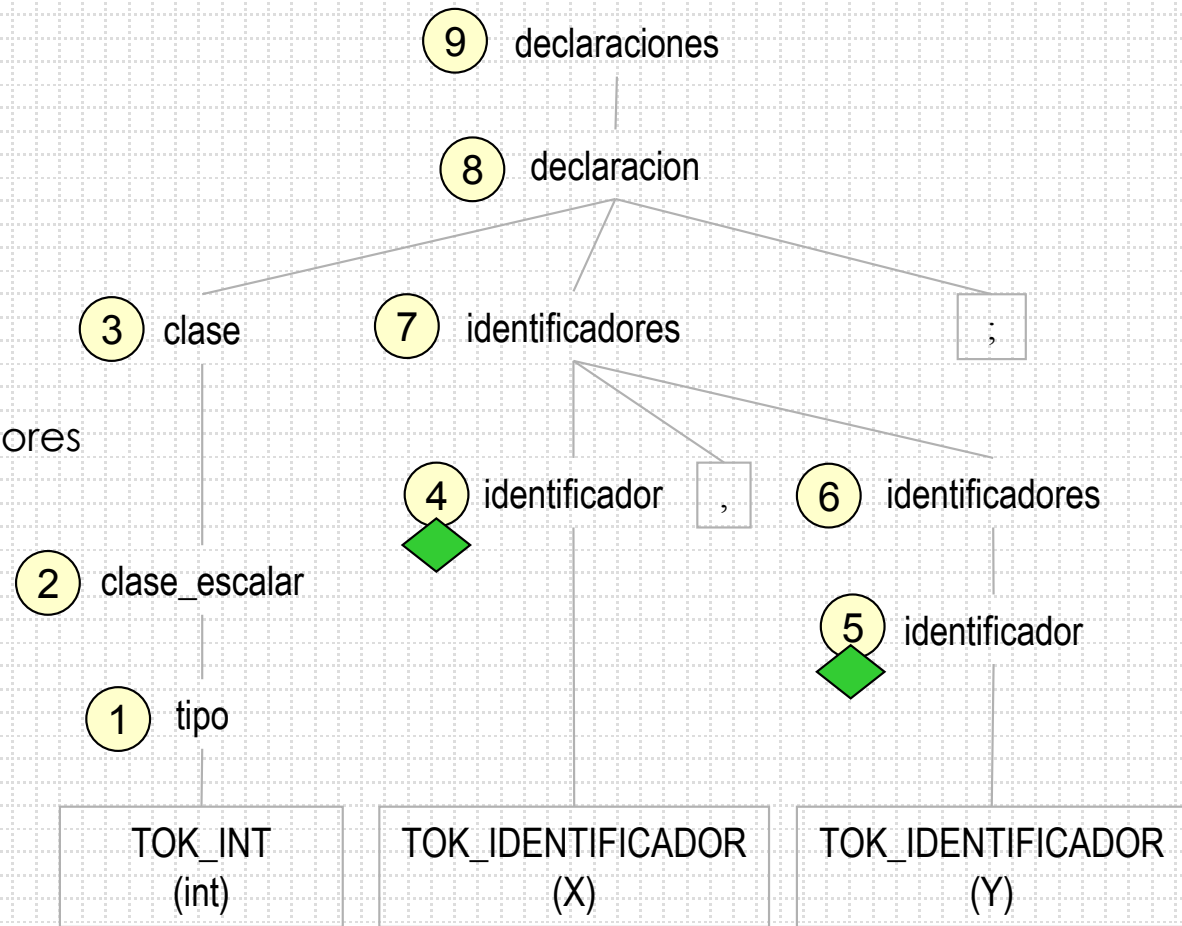 9 declaraciones
8 declaracion
3 clase 7 identificadores ;
ores
4 identificador , 6 identificadores
2 clase_escalar
5 identificador
1 tipo
TOK_INT TOK_IDENTIFICADOR TOK_IDENTIFICADOR
(int) (X) (Y)